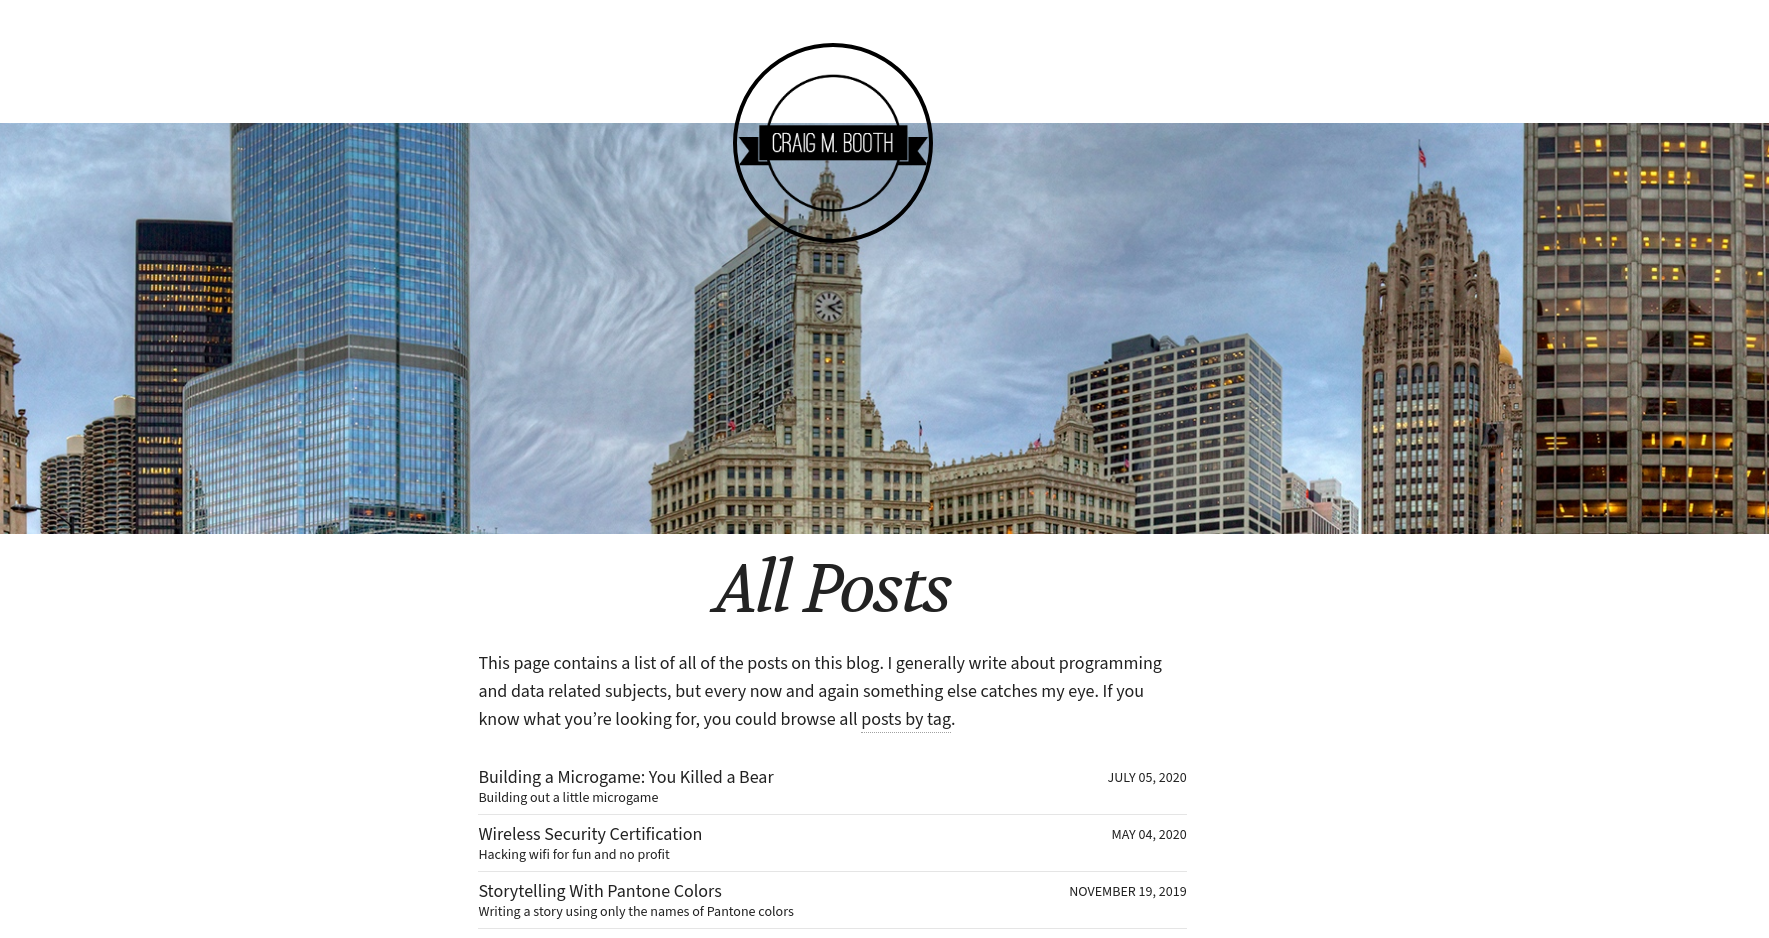 CRAIG M. BOOTH
All Posts
This page contains a list of all of the posts on this blog. I generally write about programming
and data related subjects, but every now and again something else catches my eye. If you
know what you’re looking for, you could browse all posts by tag.
Building a Microgame: You Killed a Bear
JULY 05, 2020
Building out a little microgame
Wireless Security Certification
MAY 04, 2020
Hacking wifi for fun and no profit
Storytelling With Pantone Colors
NOVEMBER 19, 2019
Writing a story using only the names of Pantone colors